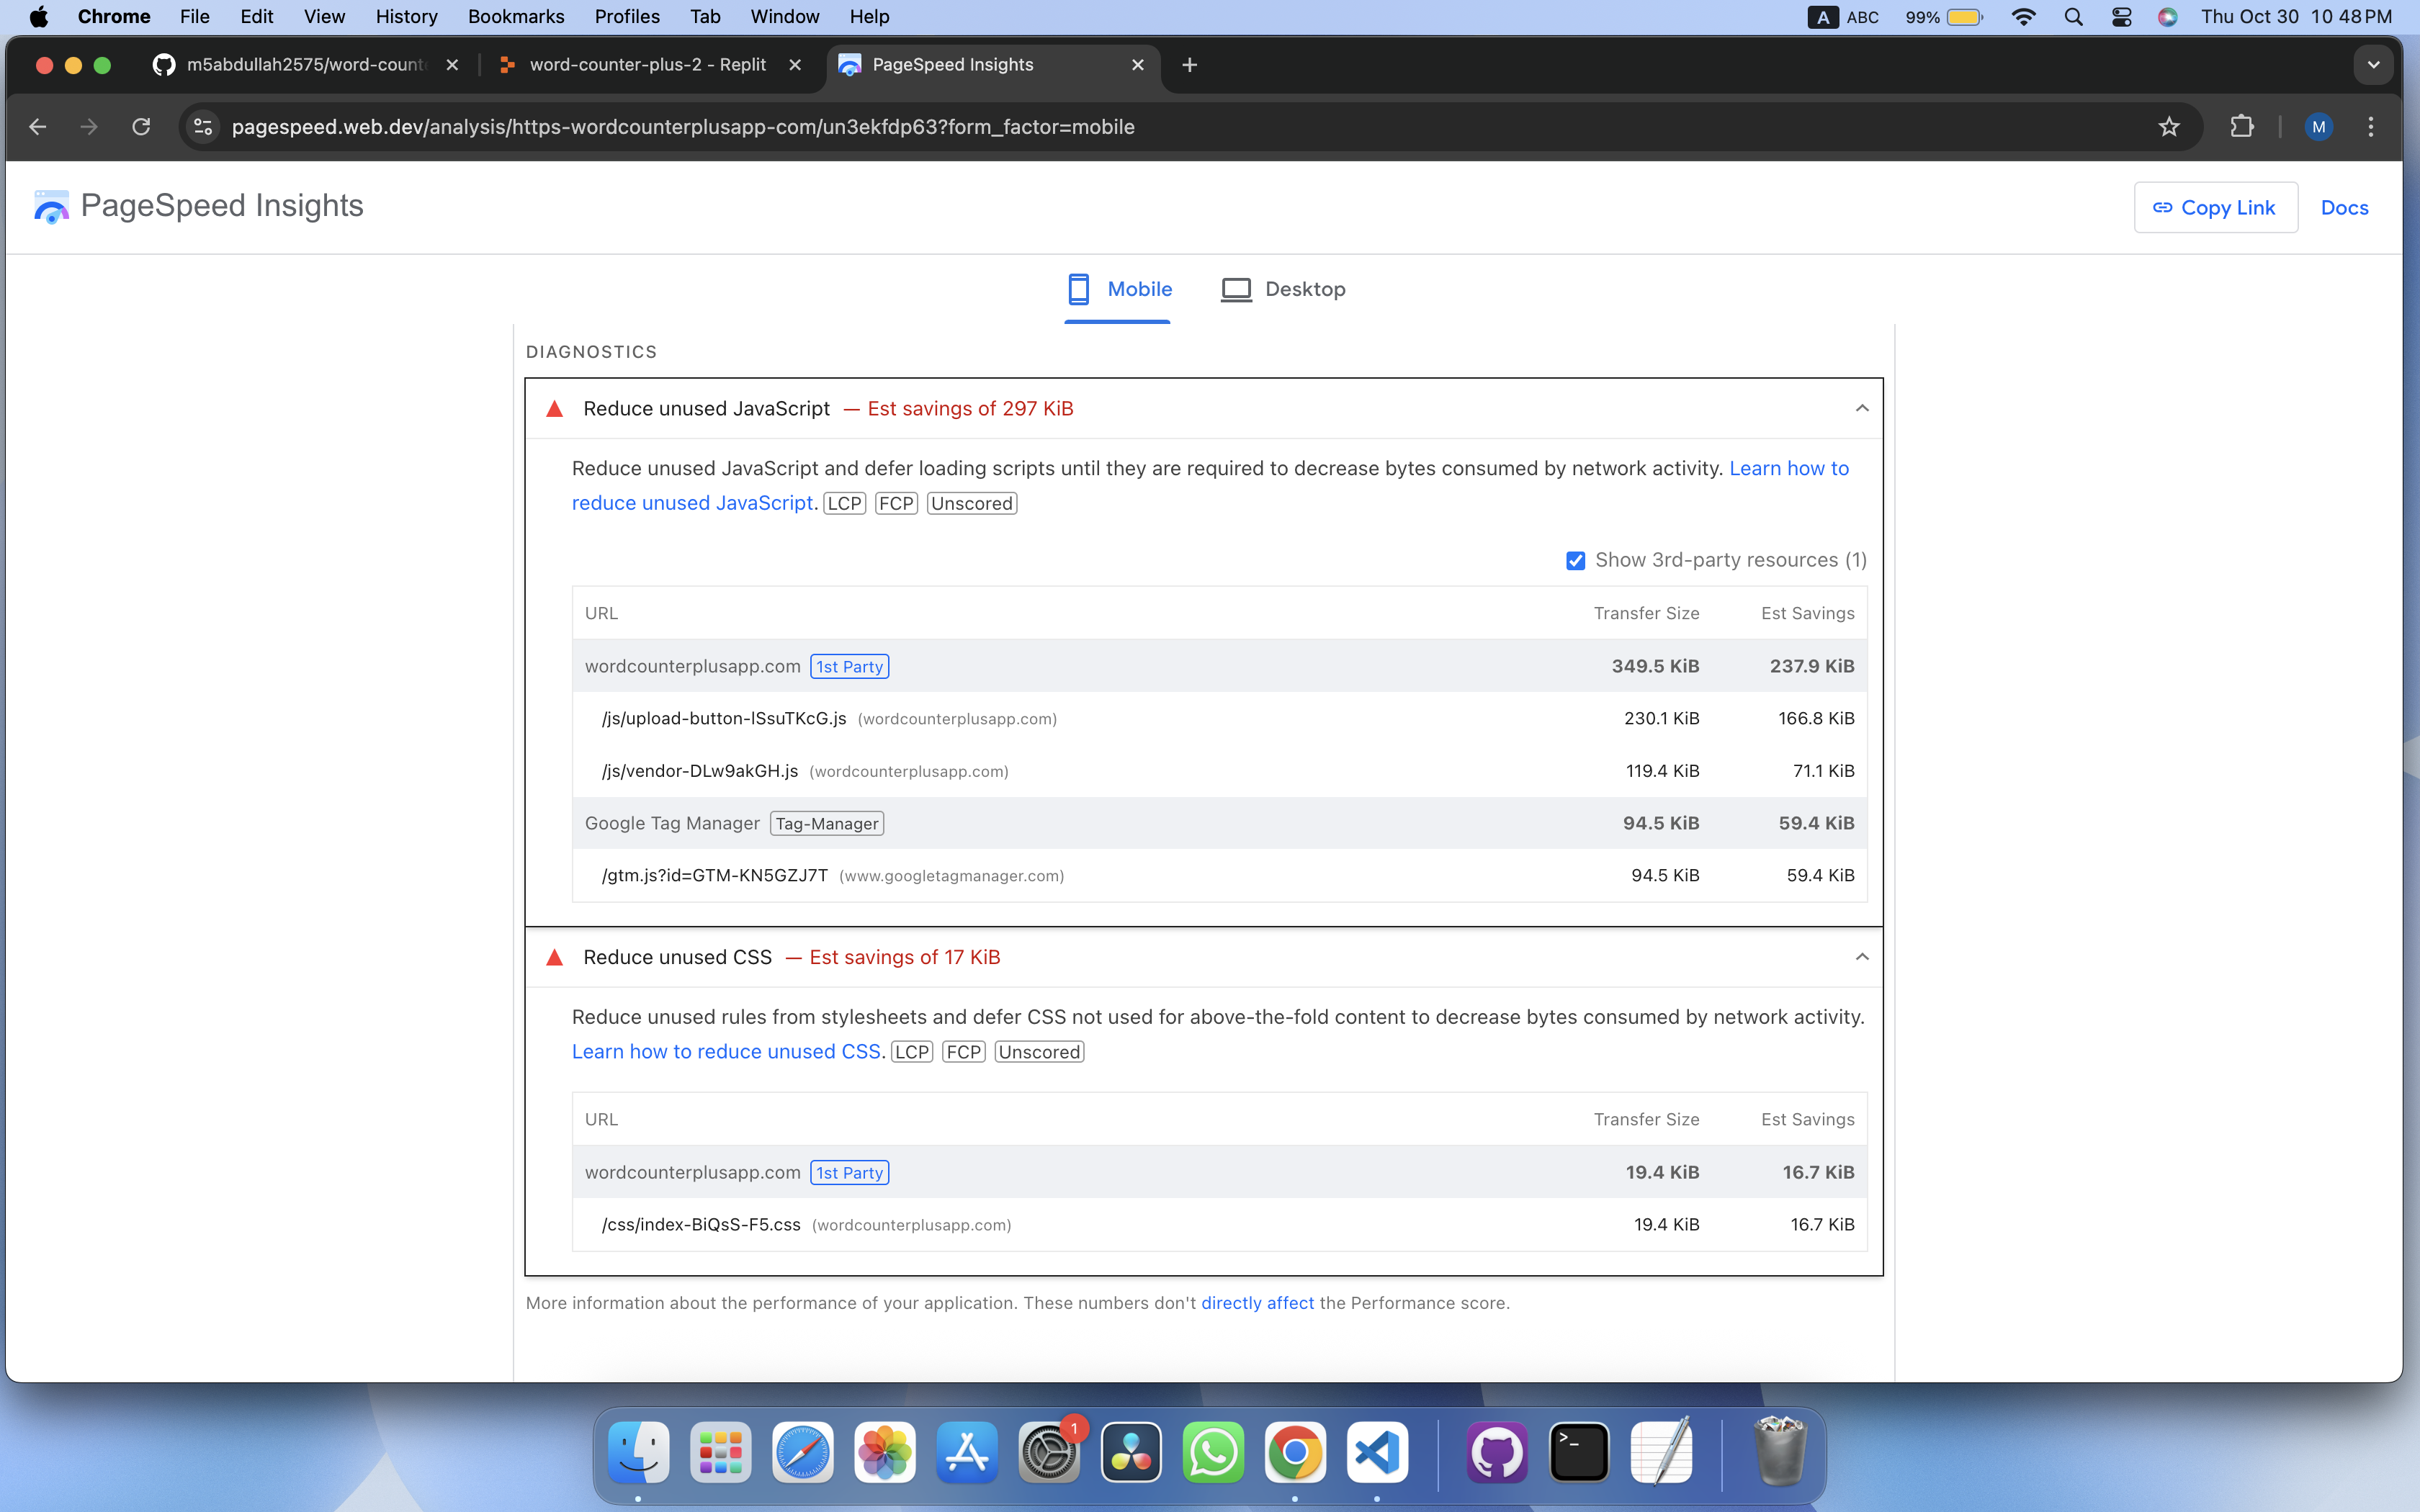 Chrome File Edit View History Bookmarks Profiles Tab Window Help A ABC 99% Thu Oct 30 10 48 PM
m5abdullah2575/word-count word-counter-plus-2 - Replit PageSpeed Insights
pagespeed.web.dev/analysis/https-wordcounterplusapp-com/un3ekfdp63?form_factor=mobile M
PageSpeed Insights Copy Link Docs
Mobile Desktop
DIAGNOSTICS
Reduce unused JavaScript — Est savings of 297 KiB
Reduce unused JavaScript and defer loading scripts until they are required to decrease bytes consumed by network activity. Learn how to
reduce unused JavaScript. LCP FCP Unscored
Show 3rd-party resources (1)
URL Transfer Size Est Savings
wordcounterplusapp.com 1st Party 349.5 KiB 237.9 KiB
/js/upload-button-lSsuTKcG.js (wordcounterplusapp.com) 230.1 KiB 166.8 KiB
/js/vendor-DLw9akGH.js (wordcounterplusapp.com) 119.4 KiB 71.1 KiB
Google Tag Manager Tag-Manager 94.5 KiB 59.4 KiB
/gtm.js?id=GTM-KN5GZJ7T (www.googletagmanager.com) 94.5 KiB 59.4 KiB
Reduce unused CSS — Est savings of 17 KiB
Reduce unused rules from stylesheets and defer CSS not used for above-the-fold content to decrease bytes consumed by network activity.
Learn how to reduce unused CSS. LCP FCP Unscored
URL Transfer Size Est Savings
wordcounterplusapp.com 1st Party 19.4 KiB 16.7 KiB
/css/index-BiQsS-F5.css (wordcounterplusapp.com) 19.4 KiB 16.7 KiB
More information about the performance of your application. These numbers don't directly affect the Performance score.
1
>_